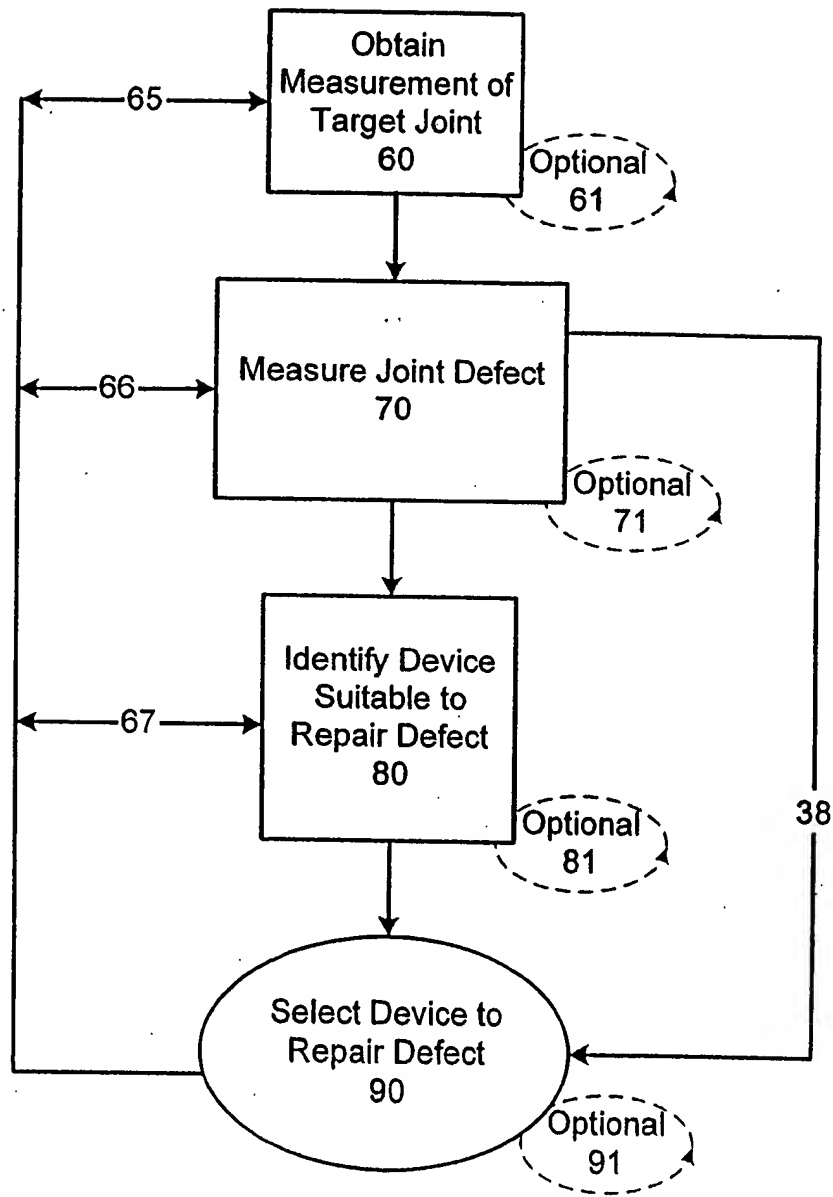 Obtain
Measurement of
Target Joint
60
65
Optional
61
Measure Joint Defect
70
66
Optional
71
Identify Device
Suitable to
Repair Defect
80
67
Optional
81
38
Select Device to
Repair Defect
90
Optional
91